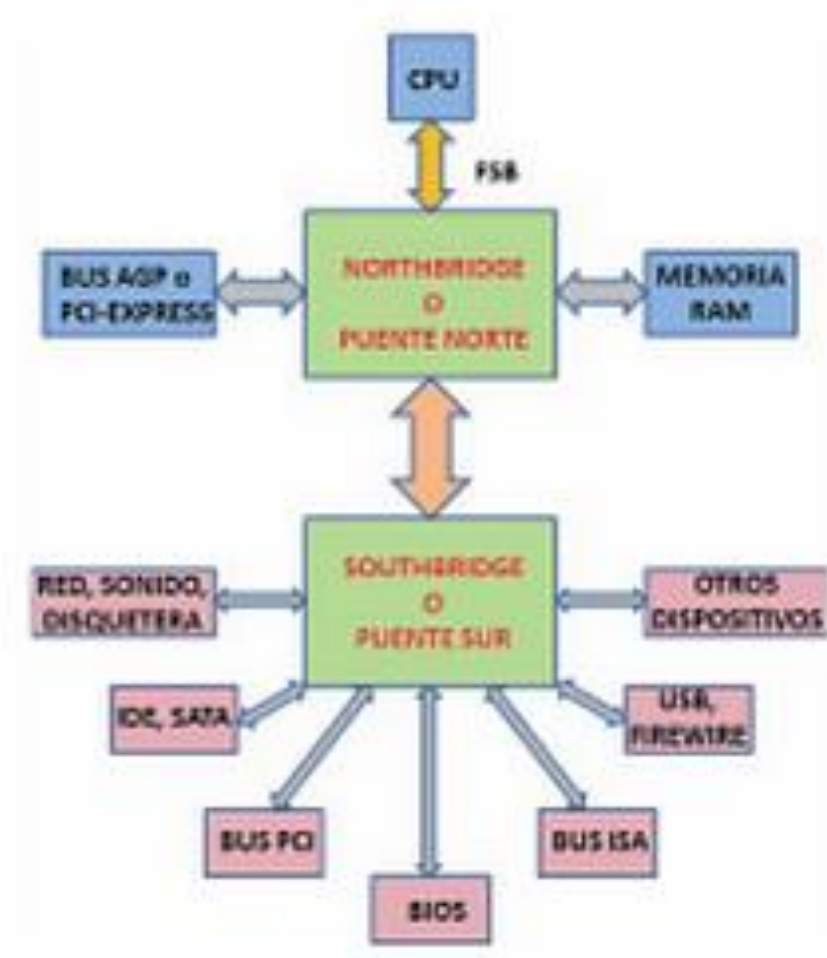 CPU
FSB
BUS AGP o
PCI-EXPRESS
NORTHBRIDGE
O
PUENTE NORTE
MEMORIA
RAM
SOUTHBRIDGE
O
PUENTE SUR
RED, SONIDO,
DISQUETERA
OTROS
DISPOSITIVOS
IDE, SATA
USB,
FIREWIRE
BUS PCI
BUS ISA
BIOS